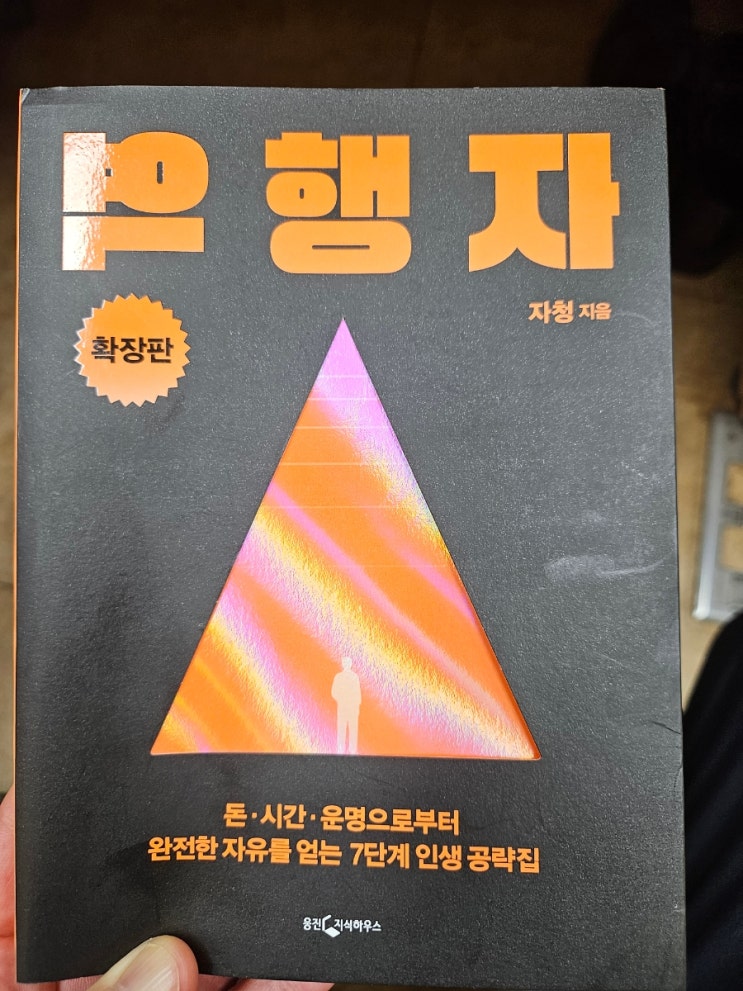 역행자
자청 지음
확장판
돈·시간·운명으로부터
완전한 자유를 얻는 7단계 인생 공략집
웅진 지식하우스